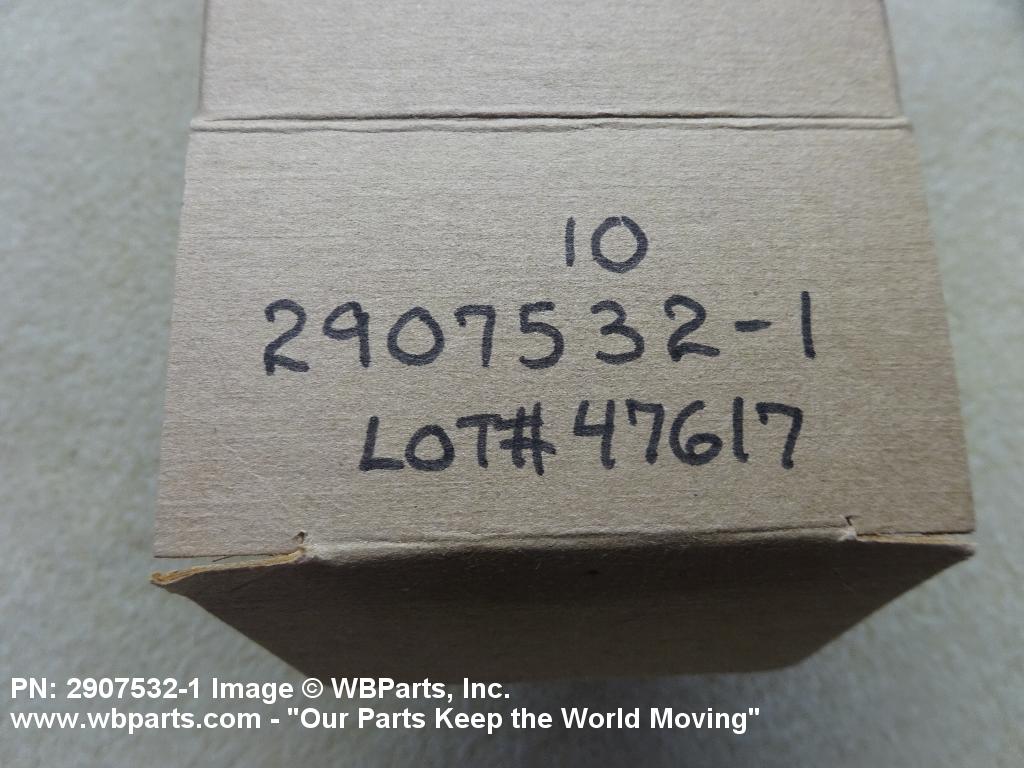 10
2907532-1
LOT# 47617
PN: 2907532-1 Image © WBParts, Inc.
www.wbparts.com - "Our Parts Keep the World Moving"